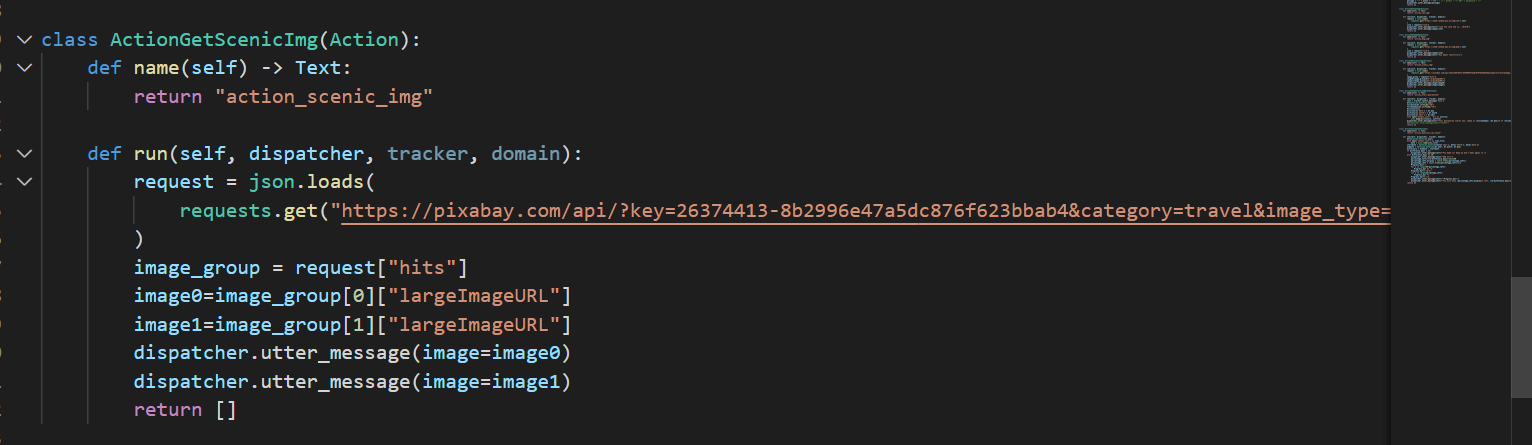 class ActionGetScenicImg(Action):
def name(self) -> Text:
return "action_scenic_img"
def run(self, dispatcher, tracker, domain):
request = json.loads(
requests.get("https://pixabay.com/api/?key=26374413-8b2996e47a5dc876f623bbab4&category=travel&image_type=
)
image_group = request["hits"]
image0=image_group[0]["largeImageURL"]
image1=image_group[1]["largeImageURL"]
dispatcher.utter_message(image=image0)
dispatcher.utter_message(image=image1)
return []